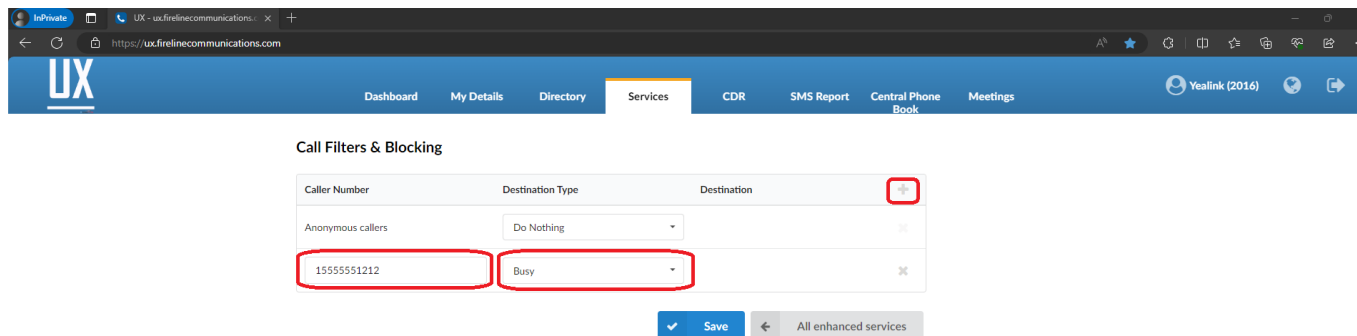 InPrivate
UX - ux.firelinecommunications.c
https://ux.firelinecommunications.com
UX
Dashboard My Details Directory Services CDR SMS Report Central Phone Book Meetings
Yealink (2016)
Call Filters & Blocking
Caller Number Destination Type Destination
Anonymous callers Do Nothing
15555551212 Busy
Save All enhanced services